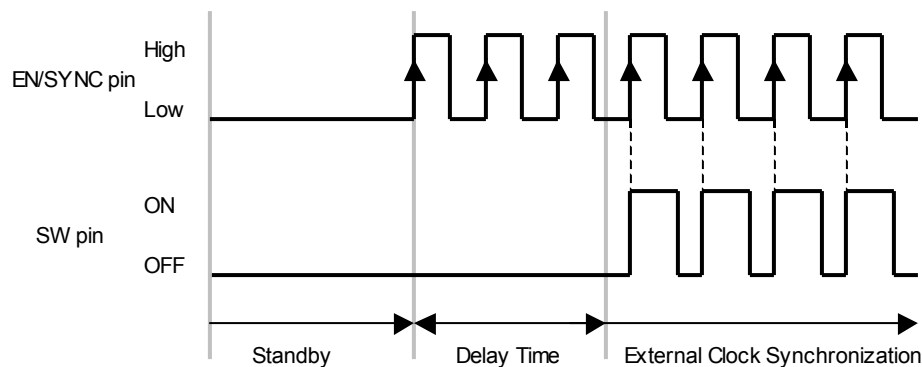 High
EN/SYNC pin
Low
ON
SW pin
OFF
Standby
Delay Time
External Clock Synchronization